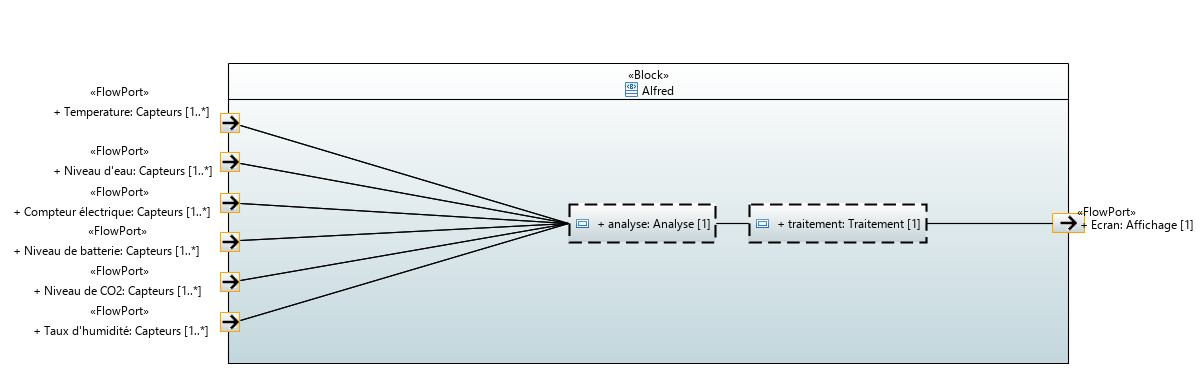 «Block»
Alfred
«FlowPort»
+ Temperature: Capteurs [1..*]
«FlowPort»
+ Niveau d'eau: Capteurs [1..*]
«FlowPort»
+ Compteur électrique: Capteurs [1..*]
«FlowPort»
+ Niveau de batterie: Capteurs [1..*]
«FlowPort»
+ Niveau de CO2: Capteurs [1..*]
«FlowPort»
+ Taux d'humidité: Capteurs [1..*]
+ analyse: Analyse [1]
+ traitement: Traitement [1]
«FlowPort»
+ Ecran: Affichage [1]